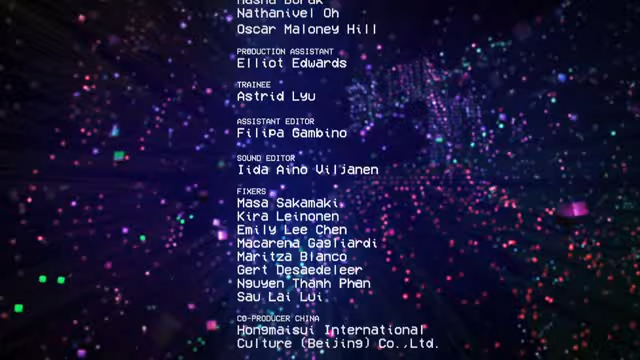 Nathanivel Oh
Oscar Maloney Hill
PRODUCTION ASSISTANT
Elliot Edwards
TRAINEE
Astrid Lyu
ASSISTANT EDITOR
Filipa Gambino
SOUND EDITOR
Iida Aino Viljanen
FIXERS
Masa Sakamaki
Kira Leinonen
Emily Lee Chen
Macarena Gagliardi
Maritza Blanco
Gert Desaedeleer
Nguyen Thanh Phan
Sau Lai Lui
CO-PRODUCER CHINA
Hongmaisui International
Culture (Beijing) Co.,Ltd.